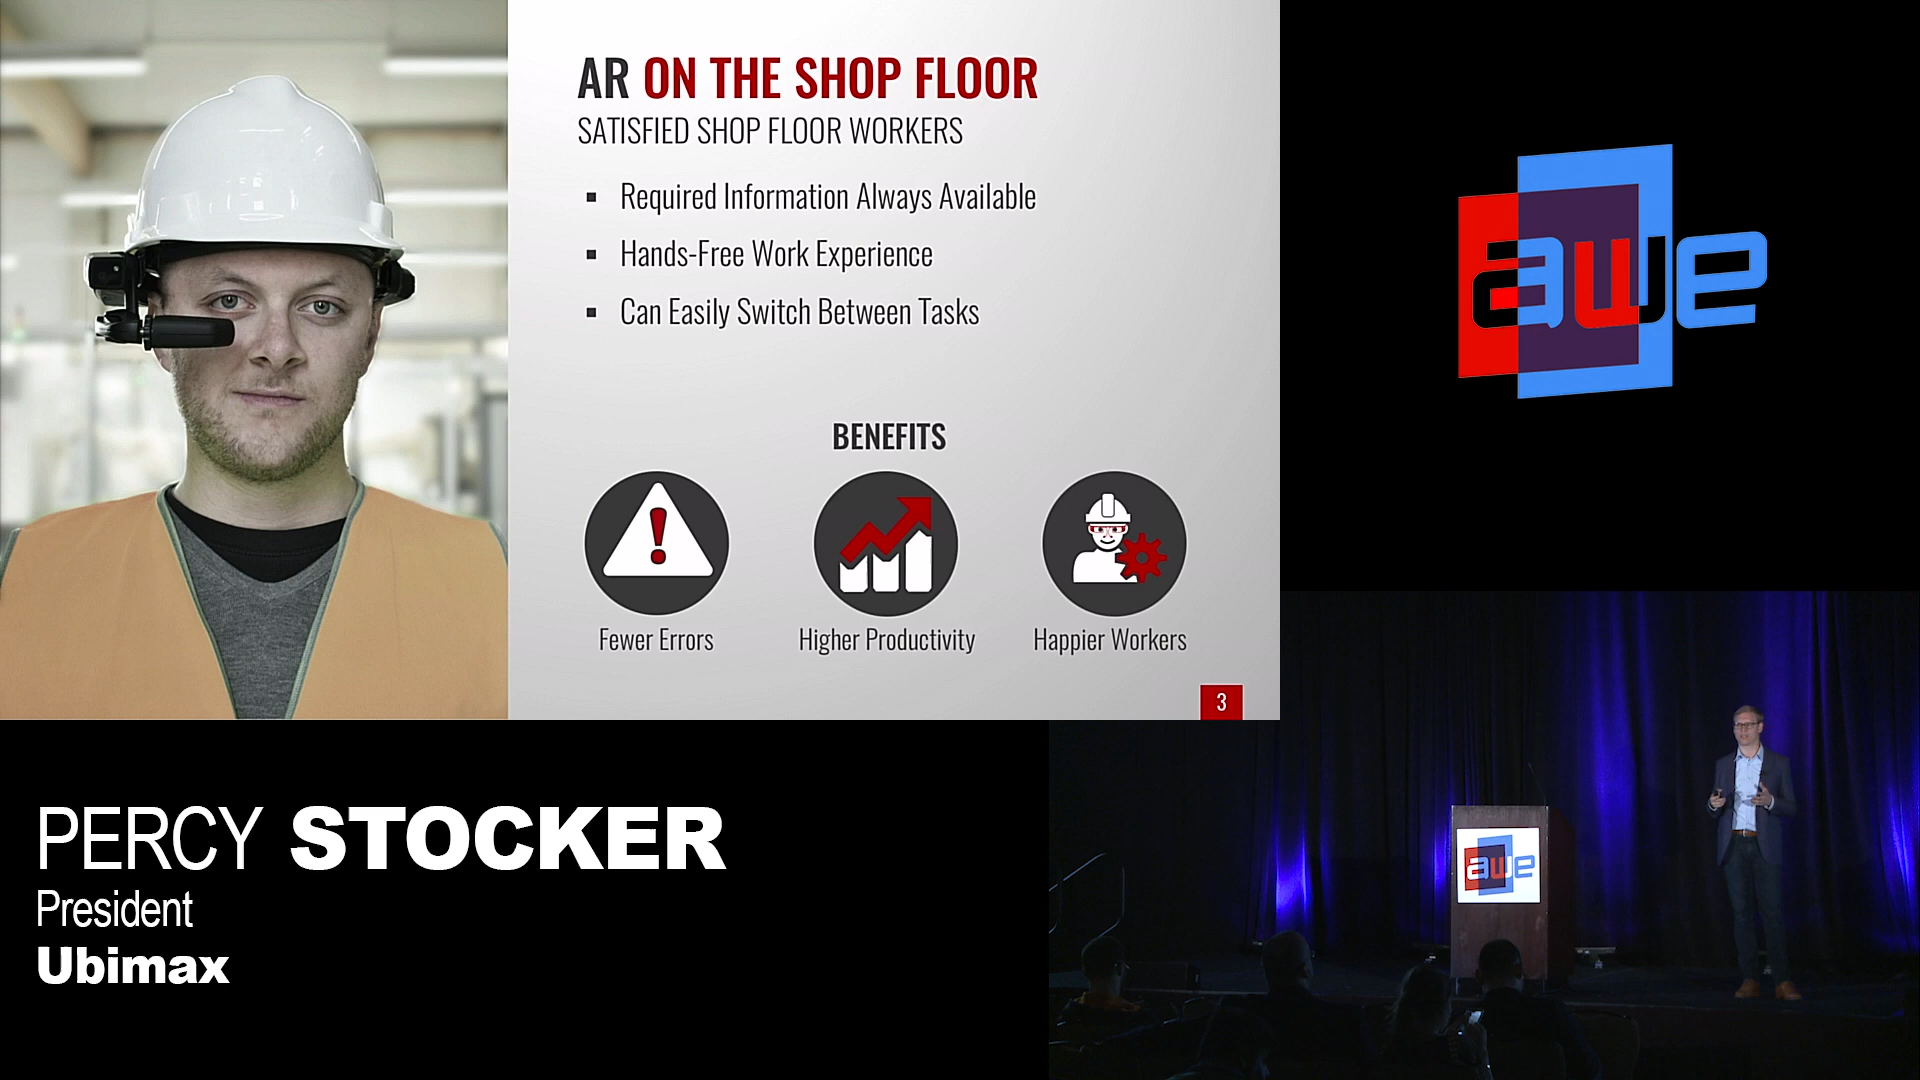 AR ON THE SHOP FLOOR
SATISFIED SHOP FLOOR WORKERS
▪ Required Information Always Available
▪ Hands-Free Work Experience
▪ Can Easily Switch Between Tasks
BENEFITS
Fewer Errors
Higher Productivity
Happier Workers
3
awe
PERCY STOCKER
President
Ubimax
awe